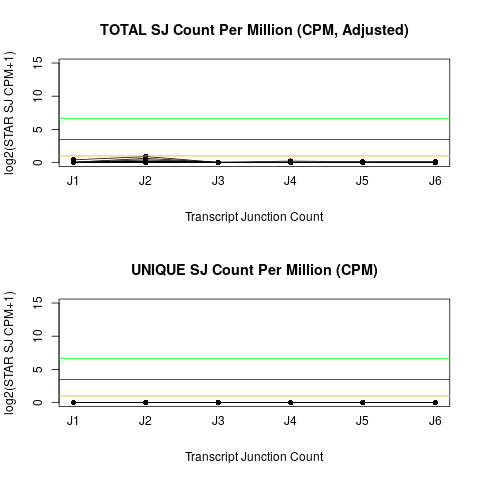 TOTAL SJ Count Per Million (CPM, Adjusted)
log2(STAR SJ CPM+1)
15
10
5
0
J1 J2 J3 J4 J5 J6
Transcript Junction Count
UNIQUE SJ Count Per Million (CPM)
log2(STAR SJ CPM+1)
15
10
5
0
J1 J2 J3 J4 J5 J6
Transcript Junction Count